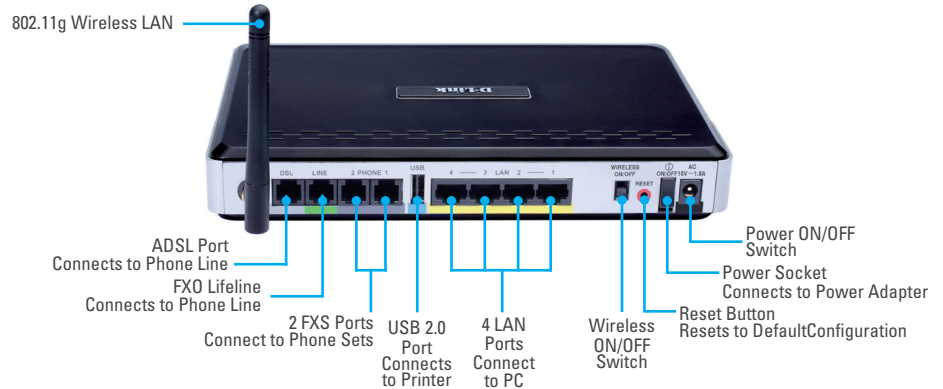 802.11g Wireless LAN
D-Link
DSL LINE 2 PHONE 1 USB 4 3 LAN 2 1 WIRELESS ON/OFF RESET ON/OFF AC 15V 1.8A
ADSL Port
Connects to Phone Line
FXO Lifeline
Connects to Phone Line
2 FXS Ports
Connect to Phone Sets
USB 2.0
Port
Connects
to Printer
4 LAN
Ports
Connect
to PC
Wireless
ON/OFF
Switch
Power ON/OFF
Switch
Power Socket
Connects to Power Adapter
Reset Button
Resets to DefaultConfiguration